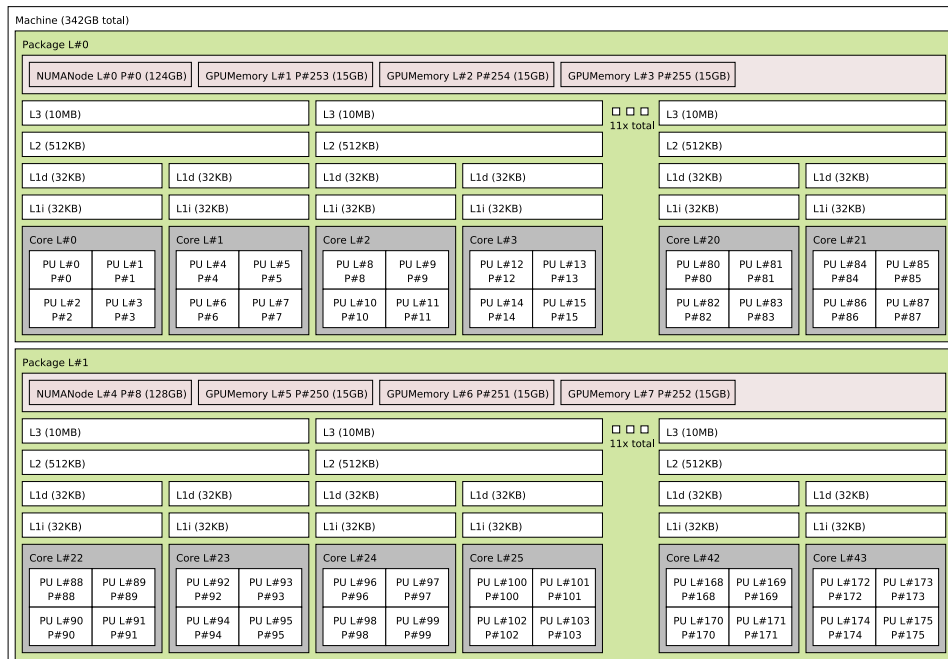 Machine (342GB total)
Package L#0
NUMANode L#0 P#0 (124GB) GPUMemory L#1 P#253 (15GB) GPUMemory L#2 P#254 (15GB) GPUMemory L#3 P#255 (15GB)
L3 (10MB) L3 (10MB) L3 (10MB)
11x total
L2 (512KB) L2 (512KB) L2 (512KB)
L1d (32KB) L1d (32KB) L1d (32KB) L1d (32KB) L1d (32KB) L1d (32KB)
L1i (32KB) L1i (32KB) L1i (32KB) L1i (32KB) L1i (32KB) L1i (32KB)
Core L#0 Core L#1 Core L#2 Core L#3 Core L#20 Core L#21
PU L#0 PU L#1 PU L#4 PU L#5 PU L#8 PU L#9 PU L#12 PU L#13 PU L#80 PU L#81 PU L#84 PU L#85
P#0 P#1 P#4 P#5 P#8 P#9 P#12 P#13 P#80 P#81 P#84 P#85
PU L#2 PU L#3 PU L#6 PU L#7 PU L#10 PU L#11 PU L#14 PU L#15 PU L#82 PU L#83 PU L#86 PU L#87
P#2 P#3 P#6 P#7 P#10 P#11 P#14 P#15 P#82 P#83 P#86 P#87
Package L#1
NUMANode L#4 P#8 (128GB) GPUMemory L#5 P#250 (15GB) GPUMemory L#6 P#251 (15GB) GPUMemory L#7 P#252 (15GB)
L3 (10MB) L3 (10MB) L3 (10MB)
11x total
L2 (512KB) L2 (512KB) L2 (512KB)
L1d (32KB) L1d (32KB) L1d (32KB) L1d (32KB) L1d (32KB) L1d (32KB)
L1i (32KB) L1i (32KB) L1i (32KB) L1i (32KB) L1i (32KB) L1i (32KB)
Core L#22 Core L#23 Core L#24 Core L#25 Core L#42 Core L#43
PU L#88 PU L#89 PU L#92 PU L#93 PU L#96 PU L#97 PU L#100 PU L#101 PU L#168 PU L#169 PU L#172 PU L#173
P#88 P#89 P#92 P#93 P#96 P#97 P#100 P#101 P#168 P#169 P#172 P#173
PU L#90 PU L#91 PU L#94 PU L#95 PU L#98 PU L#99 PU L#102 PU L#103 PU L#170 PU L#171 PU L#174 PU L#175
P#90 P#91 P#94 P#95 P#98 P#99 P#102 P#103 P#170 P#171 P#174 P#175